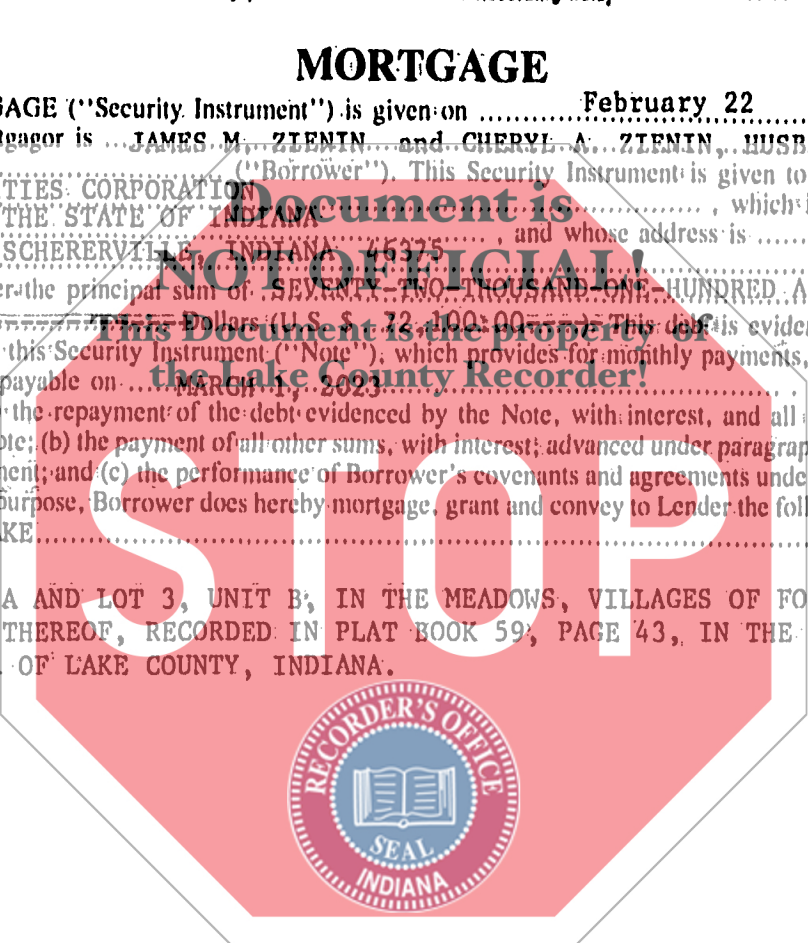 MORTGAGE
GAGE ("Security Instrument") is given on .......... February 22
gagor is ... JAMES M. ZIENIN and CHERYL A. ZIENIN, HUSB
("Borrower"). This Security Instrument is given to
TIES CORPORATION
Document is
THE STATE OF INDIANA ........, which i
SCHERERVILLE, INDIANA 46375 ........, and whose address is ......
NOT OFFICIAL!
er the principal sum of SEVENTY TWO THOUSAND ONE HUNDRED A
Dollars (U.S. $ 72,100.00 This debt is eviden
This Document is the property of
this Security Instrument ("Note"), which provides for monthly payments,
the Lake County Recorder!
payable on .... MARCH 1, 2023
the repayment of the debt evidenced by the Note, with interest, and all
ote; (b) the payment of all other sums, with interest, advanced under paragrap
ent; and (c) the performance of Borrower's covenants and agreements unde
purpose, Borrower does hereby mortgage, grant and convey to Lender the foll
KE
STOP
A AND LOT 3, UNIT B, IN THE MEADOWS, VILLAGES OF FO
THEREOF, RECORDED IN PLAT BOOK 59, PAGE 43, IN THE
OF LAKE COUNTY, INDIANA.
RECORDER'S OFFICE
SEAL
INDIANA